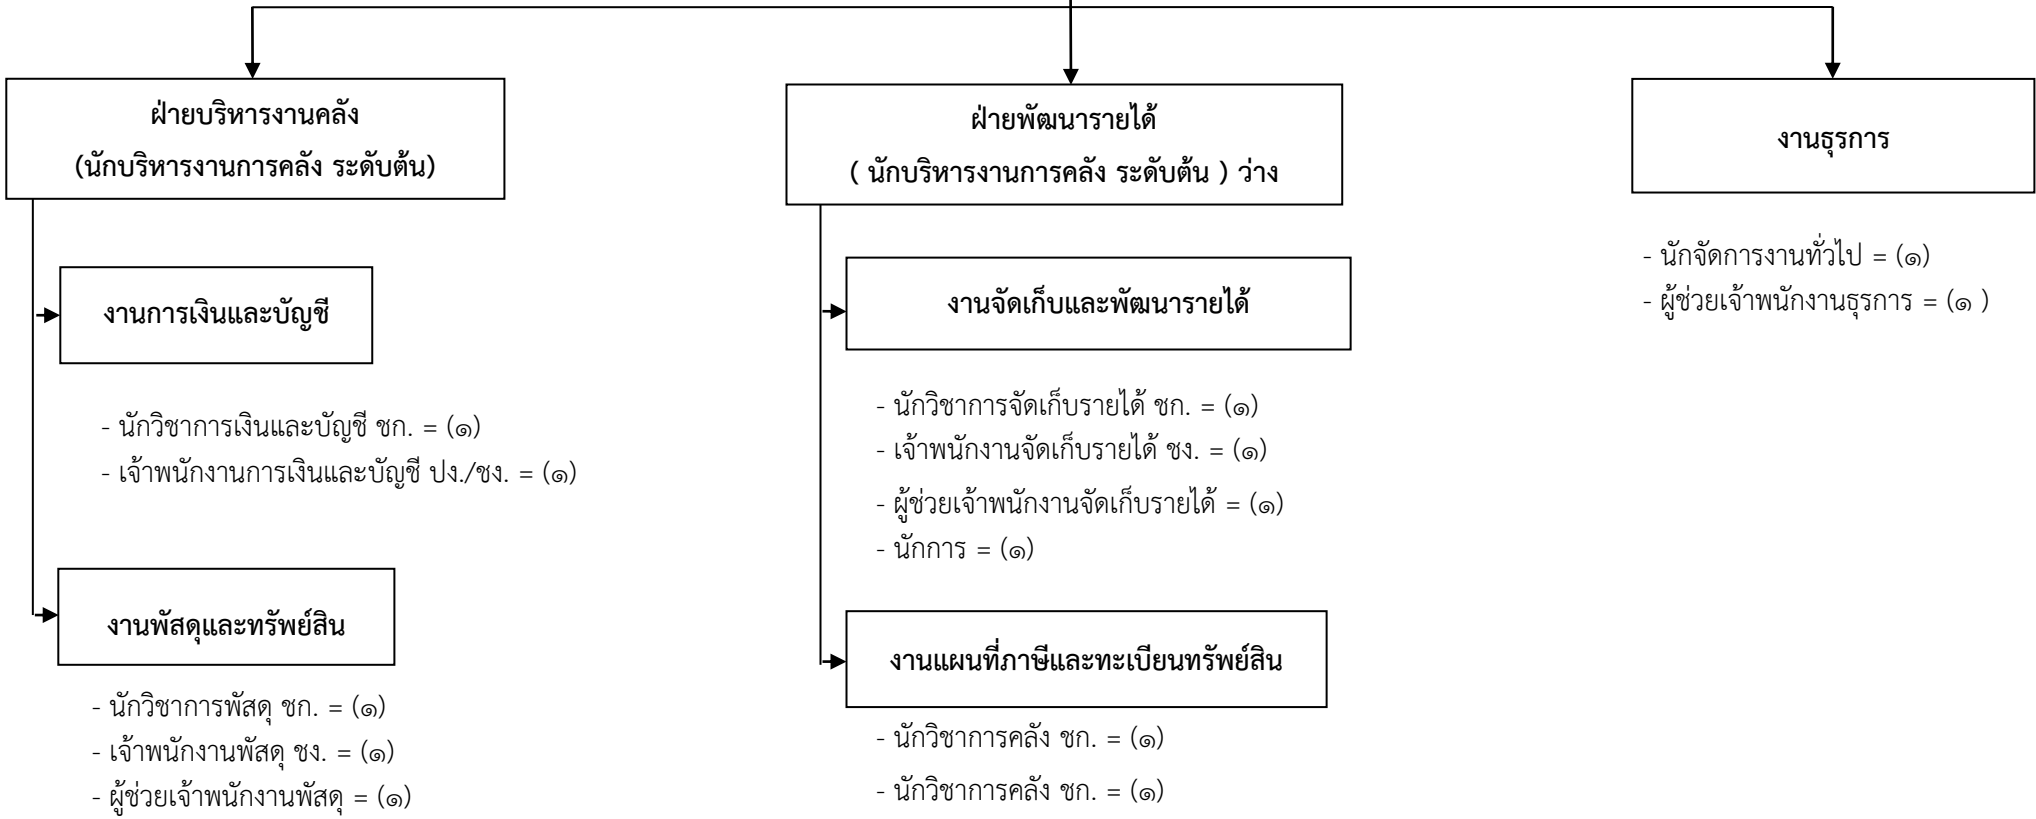 ฝ่ายบริหารงานคลัง
(นักบริหารงานการคลัง ระดับต้น)
งานการเงินและบัญชี
- นักวิชาการเงินและบัญชี ชก. = (๑)
- เจ้าพนักงานการเงินและบัญชี ปง./ชง. = (๑)
งานพัสดุและทรัพย์สิน
- นักวิชาการพัสดุ ชก. = (๑)
- เจ้าพนักงานพัสดุ ชง. = (๑)
- ผู้ช่วยเจ้าพนักงานพัสดุ = (๑)
ฝ่ายพัฒนารายได้
( นักบริหารงานการคลัง ระดับต้น ) ว่าง
งานจัดเก็บและพัฒนารายได้
- นักวิชาการจัดเก็บรายได้ ชก. = (๑)
- เจ้าพนักงานจัดเก็บรายได้ ชง. = (๑)
- ผู้ช่วยเจ้าพนักงานจัดเก็บรายได้ = (๑)
- นักการ = (๑)
งานแผนที่ภาษีและทะเบียนทรัพย์สิน
- นักวิชาการคลัง ชก. = (๑)
- นักวิชาการคลัง ชก. = (๑)
งานธุรการ
- นักจัดการงานทั่วไป = (๑)
- ผู้ช่วยเจ้าพนักงานธุรการ = (๑ )